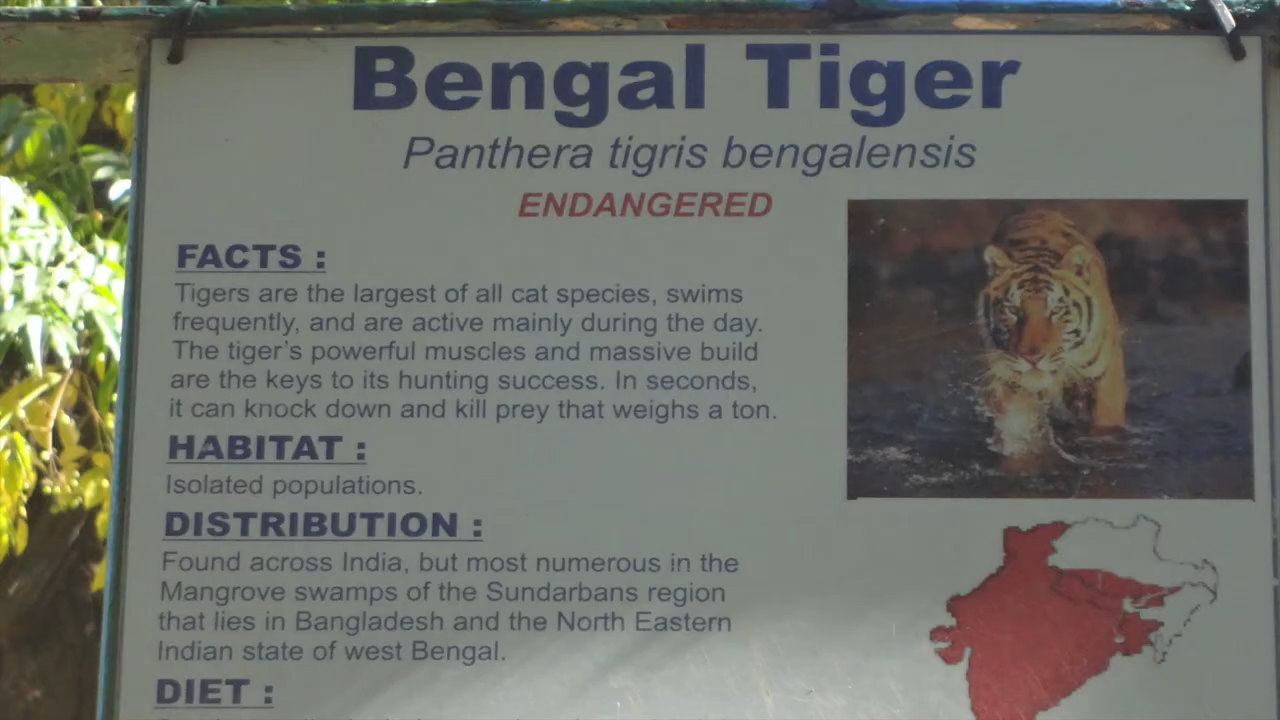 Bengal Tiger
Panthera tigris bengalensis
ENDANGERED
FACTS :
Tigers are the largest of all cat species, swims
frequently, and are active mainly during the day.
The tiger's powerful muscles and massive build
are the keys to its hunting success. In seconds,
it can knock down and kill prey that weighs a ton.
HABITAT :
Isolated populations.
DISTRIBUTION :
Found across India, but most numerous in the
Mangrove swamps of the Sundarbans region
that lies in Bangladesh and the North Eastern
Indian state of west Bengal.
DIET :